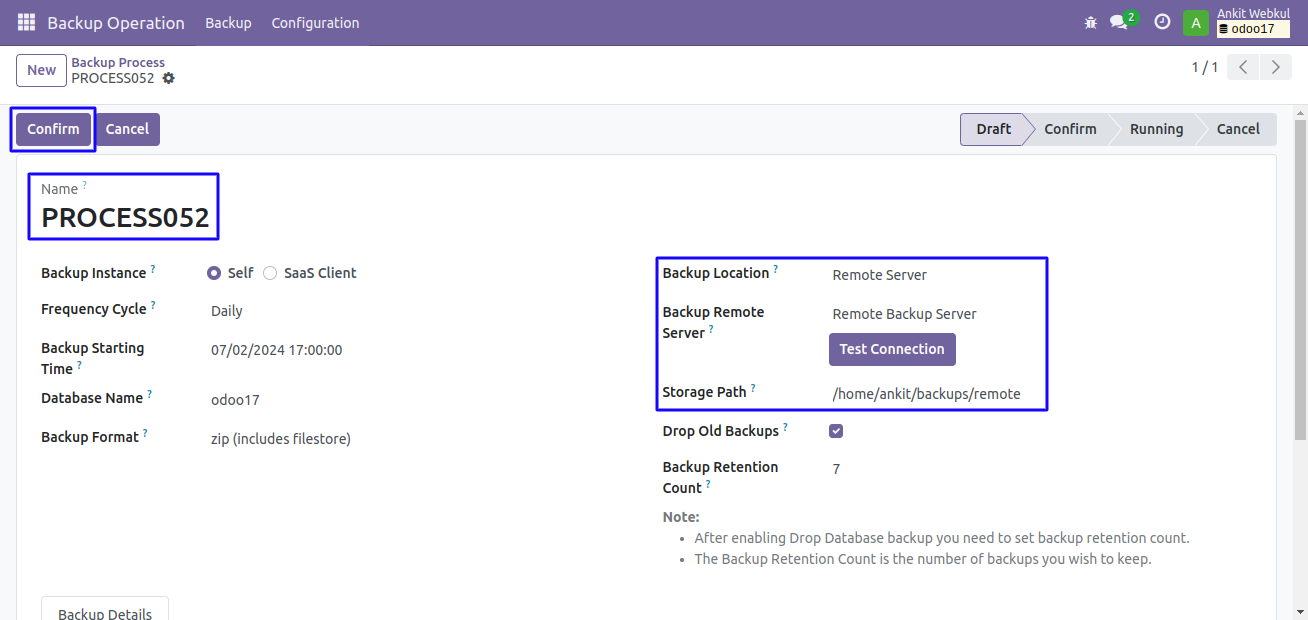 Backup Operation Backup Configuration 2 A Ankit Webkul
odoo17
New Backup Process
PROCESS052
1 / 1
Confirm Cancel Draft Confirm Running Cancel
Name ?
PROCESS052
Backup Instance ? Self SaaS Client
Frequency Cycle ? Daily
Backup Starting
Time ? 07/02/2024 17:00:00
Database Name ? odoo17
Backup Format ? zip (includes filestore)
Backup Location ? Remote Server
Backup Remote
Server ? Remote Backup Server
Test Connection
Storage Path ? /home/ankit/backups/remote
Drop Old Backups ?
Backup Retention
Count ? 7
Note:
• After enabling Drop Database backup you need to set backup retention count.
• The Backup Retention Count is the number of backups you wish to keep.
Backup Details